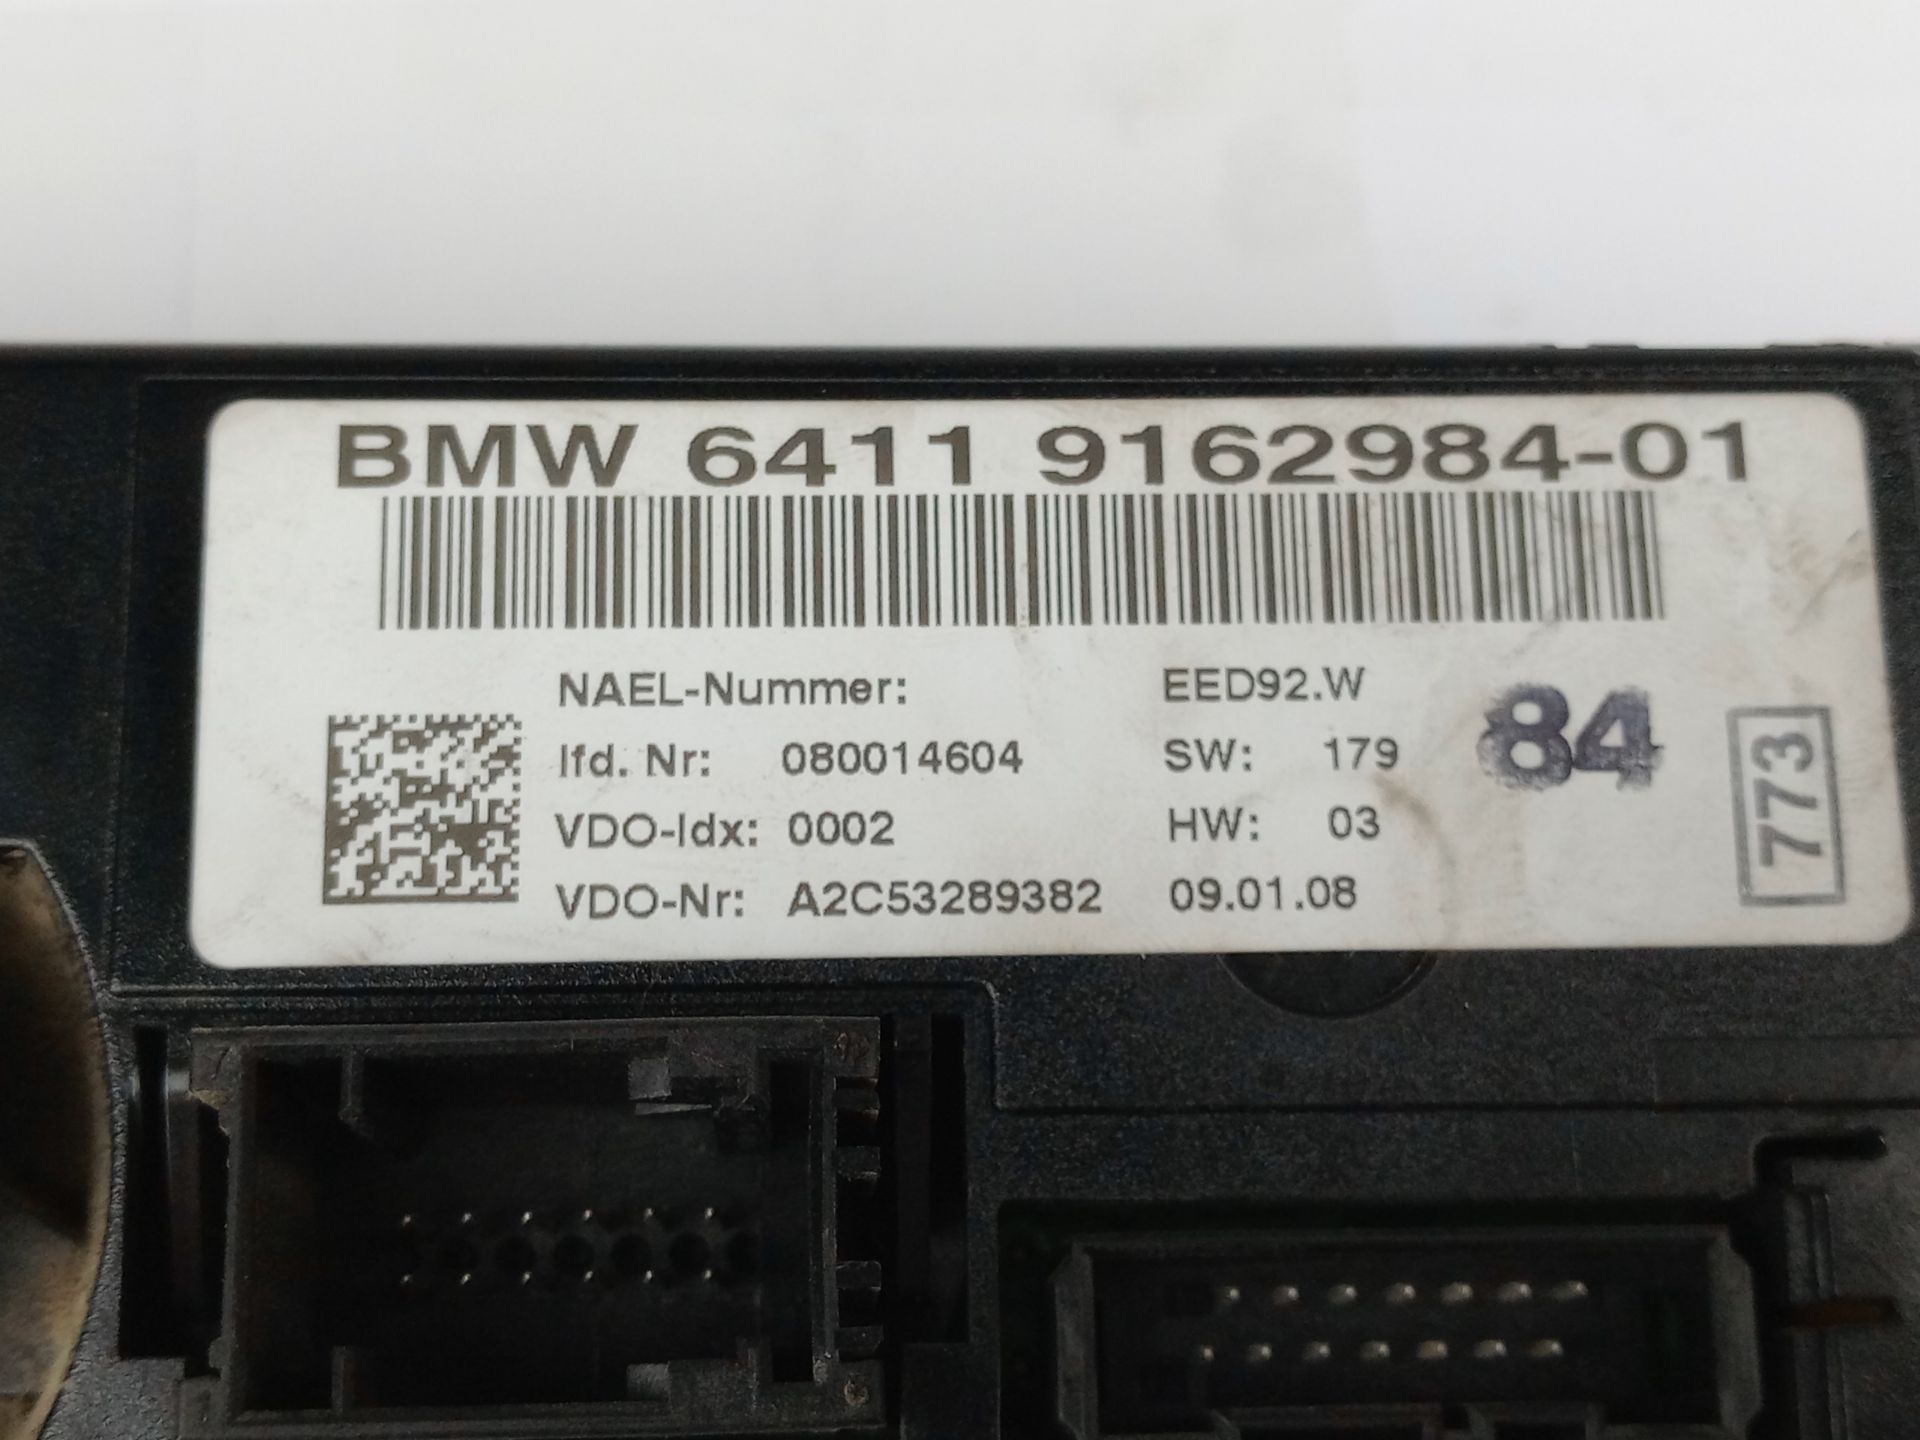 BMW 6411 9162984-01
NAEL-Nummer: EED92.W
lfd. Nr: 080014604 SW: 179 84
VDO-Idx: 0002 HW: 03
VDO-Nr: A2C53289382 09.01.08
773